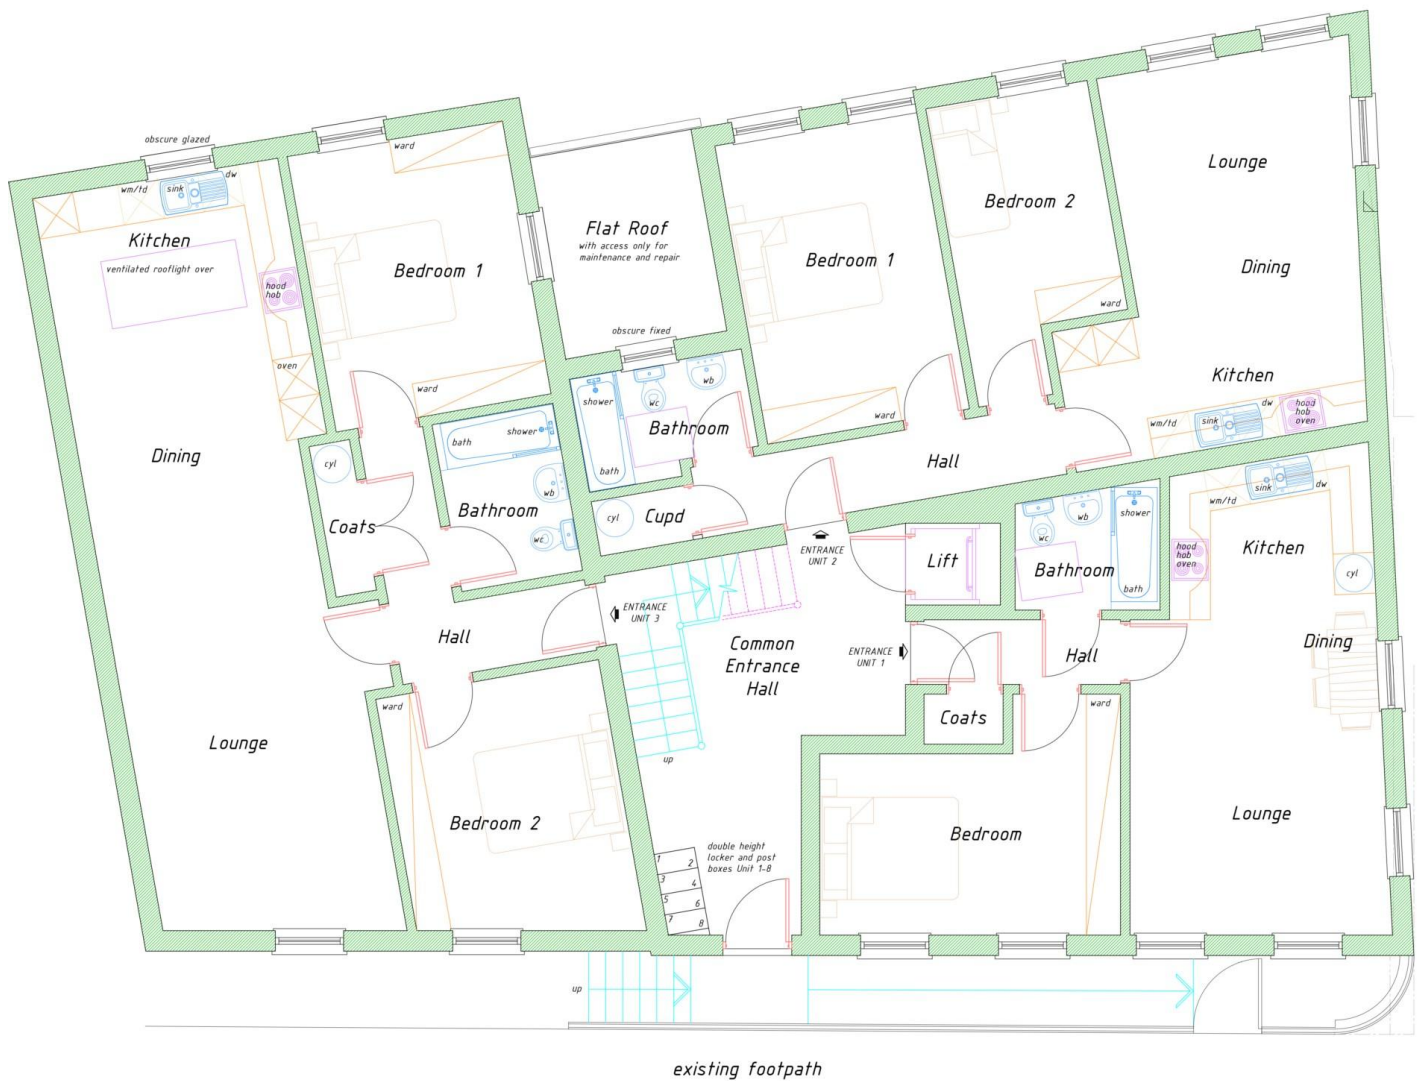 obscure glazed
wm/td
sink
dw
Kitchen
ventilated rooflight over
hood
hob
oven
Dining
Lounge
ward
Bedroom 1
ward
cyl
Coats
bath
shower
wb
Bathroom
wc
Hall
ENTRANCE
UNIT 3
ward
Bedroom 2
Flat Roof
with access only for
maintenance and repair
obscure fixed
shower
wc
wb
Bathroom
bath
cyl
Cupd
Bedroom 1
ward
Bedroom 2
ward
Lounge
Dining
Kitchen
wm/td
sink
dw
hood
hob
oven
Hall
ENTRANCE
UNIT 2
Lift
Common
Entrance
Hall
up
ENTRANCE
UNIT 1
Coats
wc
wb
shower
Bathroom
bath
Hall
ward
Bedroom
wm/td
sink
dw
hood
hob
oven
Kitchen
cyl
Dining
Lounge
double height
locker and post
boxes Unit 1-8
1
2
3
4
5
6
7
8
up
existing footpath